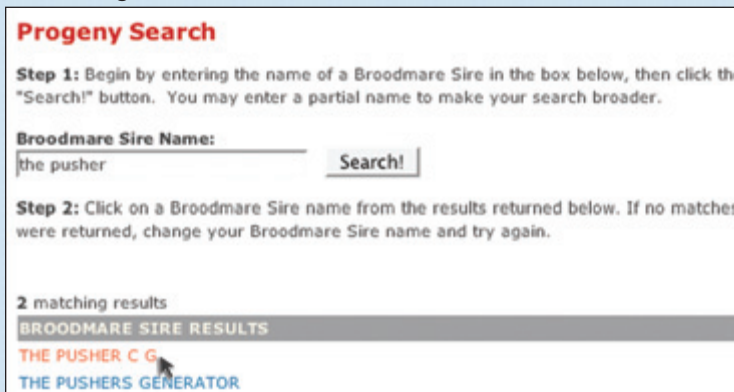 Progeny Search
Step 1: Begin by entering the name of a Broodmare Sire in the box below, then click
"Search!" button.  You may enter a partial name to make your search broader.
Broodmare Sire Name:
the pusher
Search!
Step 2: Click on a Broodmare Sire name from the results returned below. If no matches
were returned, change your Broodmare Sire name and try again.
2 matching results
BROODMARE SIRE RESULTS
THE PUSHER C G
THE PUSHERS GENERATOR